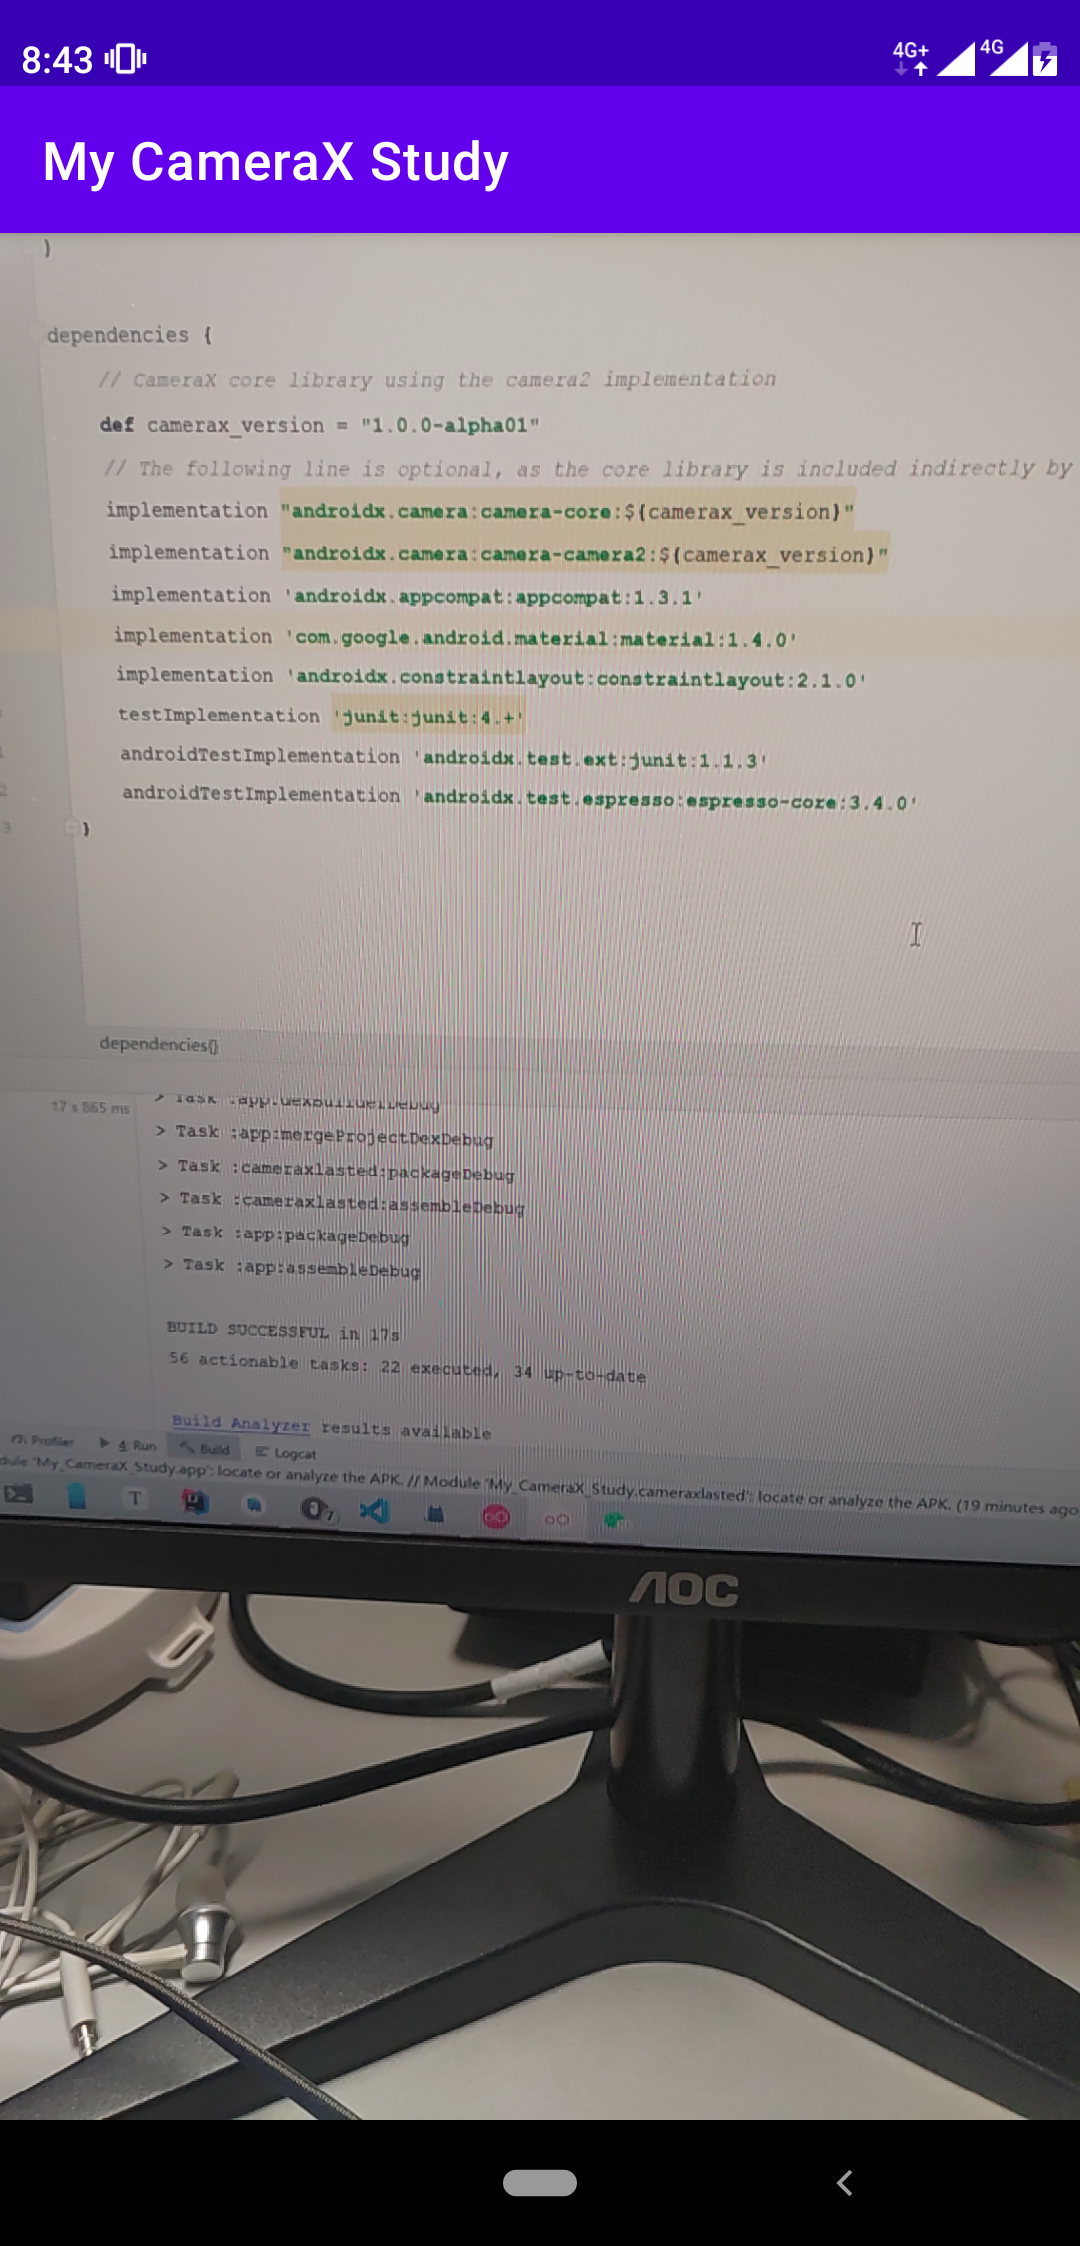 8:43
4G+
4G
My CameraX Study
}
dependencies {
// CameraX core library using the camera2 implementation
def camerax_version = "1.0.0-alpha01"
// The following line is optional, as the core library is included indirectly by
implementation "androidx.camera:camera-core:${camerax_version}"
implementation "androidx.camera:camera-camera2:${camerax_version}"
implementation 'androidx.appcompat:appcompat:1.3.1'
implementation 'com.google.android.material:material:1.4.0'
implementation 'androidx.constraintlayout:constraintlayout:2.1.0'
testImplementation 'junit:junit:4.+'
androidTestImplementation 'androidx.test.ext:junit:1.1.3'
2 androidTestImplementation 'androidx.test.espresso:espresso-core:3.4.0'
3 }
dependencies{}
17 s 865 ms
> Task :app:dexBuilderDebug
> Task :app:mergeProjectDexDebug
> Task :cameraxlasted:packageDebug
> Task :cameraxlasted:assembleDebug
> Task :app:packageDebug
> Task :app:assembleDebug
BUILD SUCCESSFUL in 17s
56 actionable tasks: 22 executed, 34 up-to-date
Build Analyzer results available
Profiler 4: Run Build Logcat
dule 'My_CameraX_Study.app': locate or analyze the APK. // Module 'My_CameraX_Study.cameraxlasted': locate or analyze the APK. (19 minutes ago
T
AOC